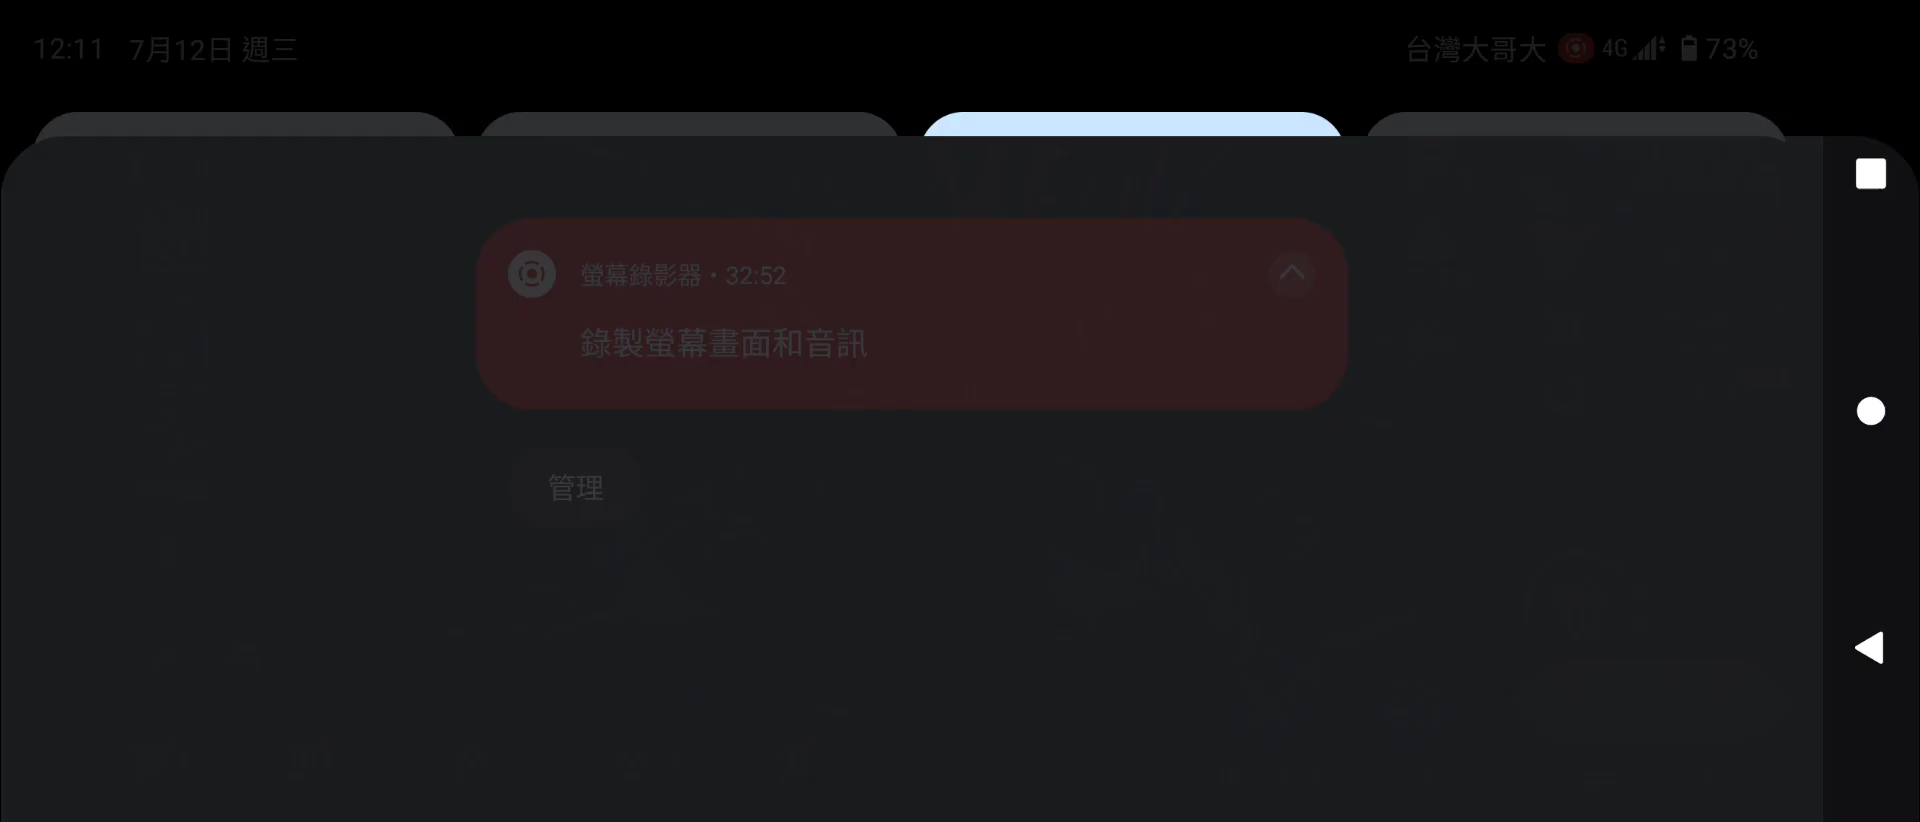 12:11 7月12日 週三
台灣大哥大 4G 73%
螢幕錄影器・32:52
錄製螢幕畫面和音訊
管理